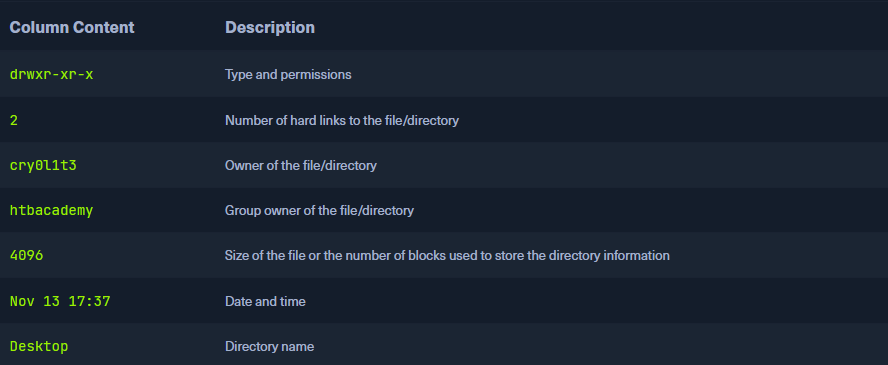 Column Content Description
drwxr-xr-x Type and permissions
2 Number of hard links to the file/directory
cry0l1t3 Owner of the file/directory
htbacademy Group owner of the file/directory
4096 Size of the file or the number of blocks used to store the directory information
Nov 13 17:37 Date and time
Desktop Directory name